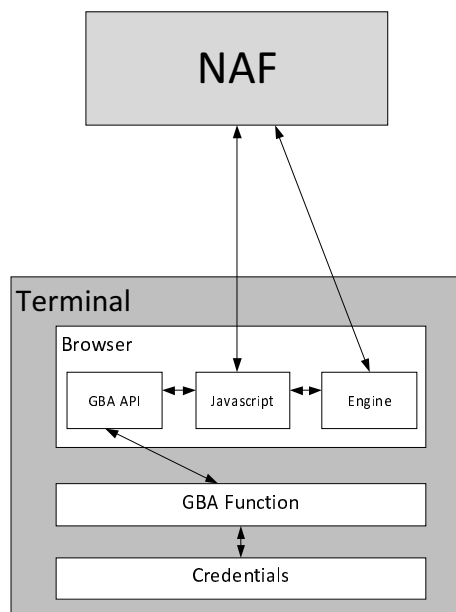 NAF
Terminal
Browser
GBA API
Javascript
Engine
GBA Function
Credentials